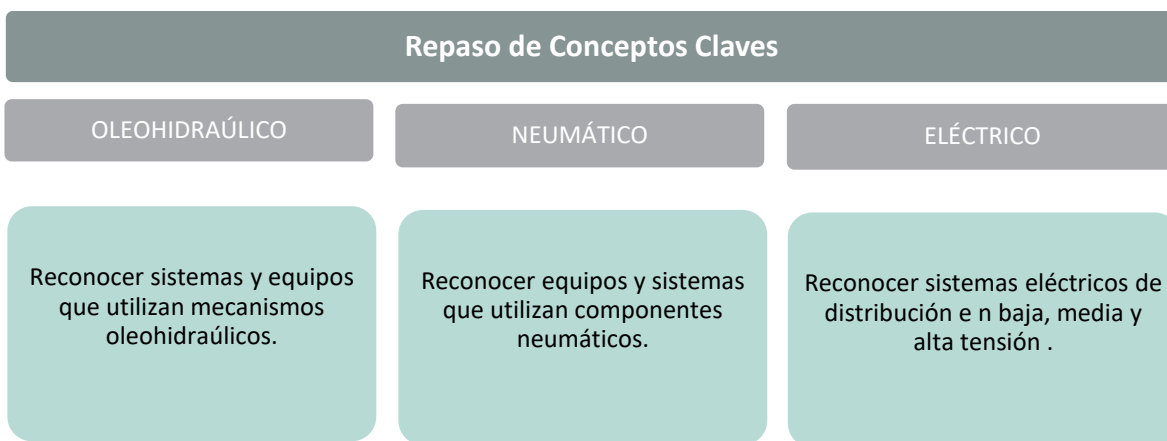 Repaso de Conceptos Claves
OLEOHIDRAÚLICO
NEUMÁTICO
ELÉCTRICO
Reconocer sistemas y equipos
que utilizan mecanismos
oleohidraúlicos.
Reconocer equipos y sistemas
que utilizan componentes
neumáticos.
Reconocer sistemas eléctricos de
distribución e n baja, media y
alta tensión .